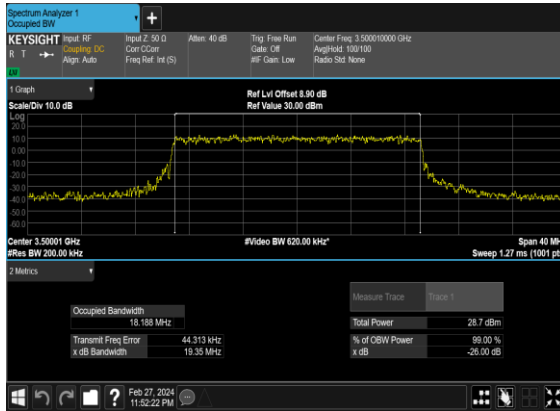 Spectrum Analyzer 1
Occupied BW
+
KEYSIGHT
R T
LXI
Input: RF
Coupling: DC
Align: Auto
Input Z: 50 Ω
Corr CCorr
Freq Ref: Int (S)
Atten: 40 dB
Trig: Free Run
Gate: Off
#IF Gain: Low
Center Freq: 3.500010000 GHz
Avg|Hold: 100/100
Radio Std: None
1 Graph
Scale/Div 10.0 dB
Ref Lvl Offset 8.90 dB
Ref Value 30.00 dBm
Log
20.0
10.0
0.00
-10.0
-20.0
-30.0
-40.0
-50.0
-60.0
Center 3.50001 GHz
#Res BW 200.00 kHz
#Video BW 620.00 kHz*
Span 40 MH
Sweep 1.27 ms (1001 pt
2 Metrics
Measure Trace
Trace 1
Occupied Bandwidth
18.188 MHz
Total Power
28.7 dBm
Transmit Freq Error
44.313 kHz
% of OBW Power
99.00 %
x dB Bandwidth
19.35 MHz
x dB
-26.00 dB
?
Feb 27, 2024
11:52:22 PM